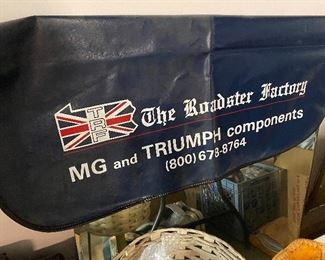 TRF
The Roadster Factory
MG and TRIUMPH components
(800) 678-8764